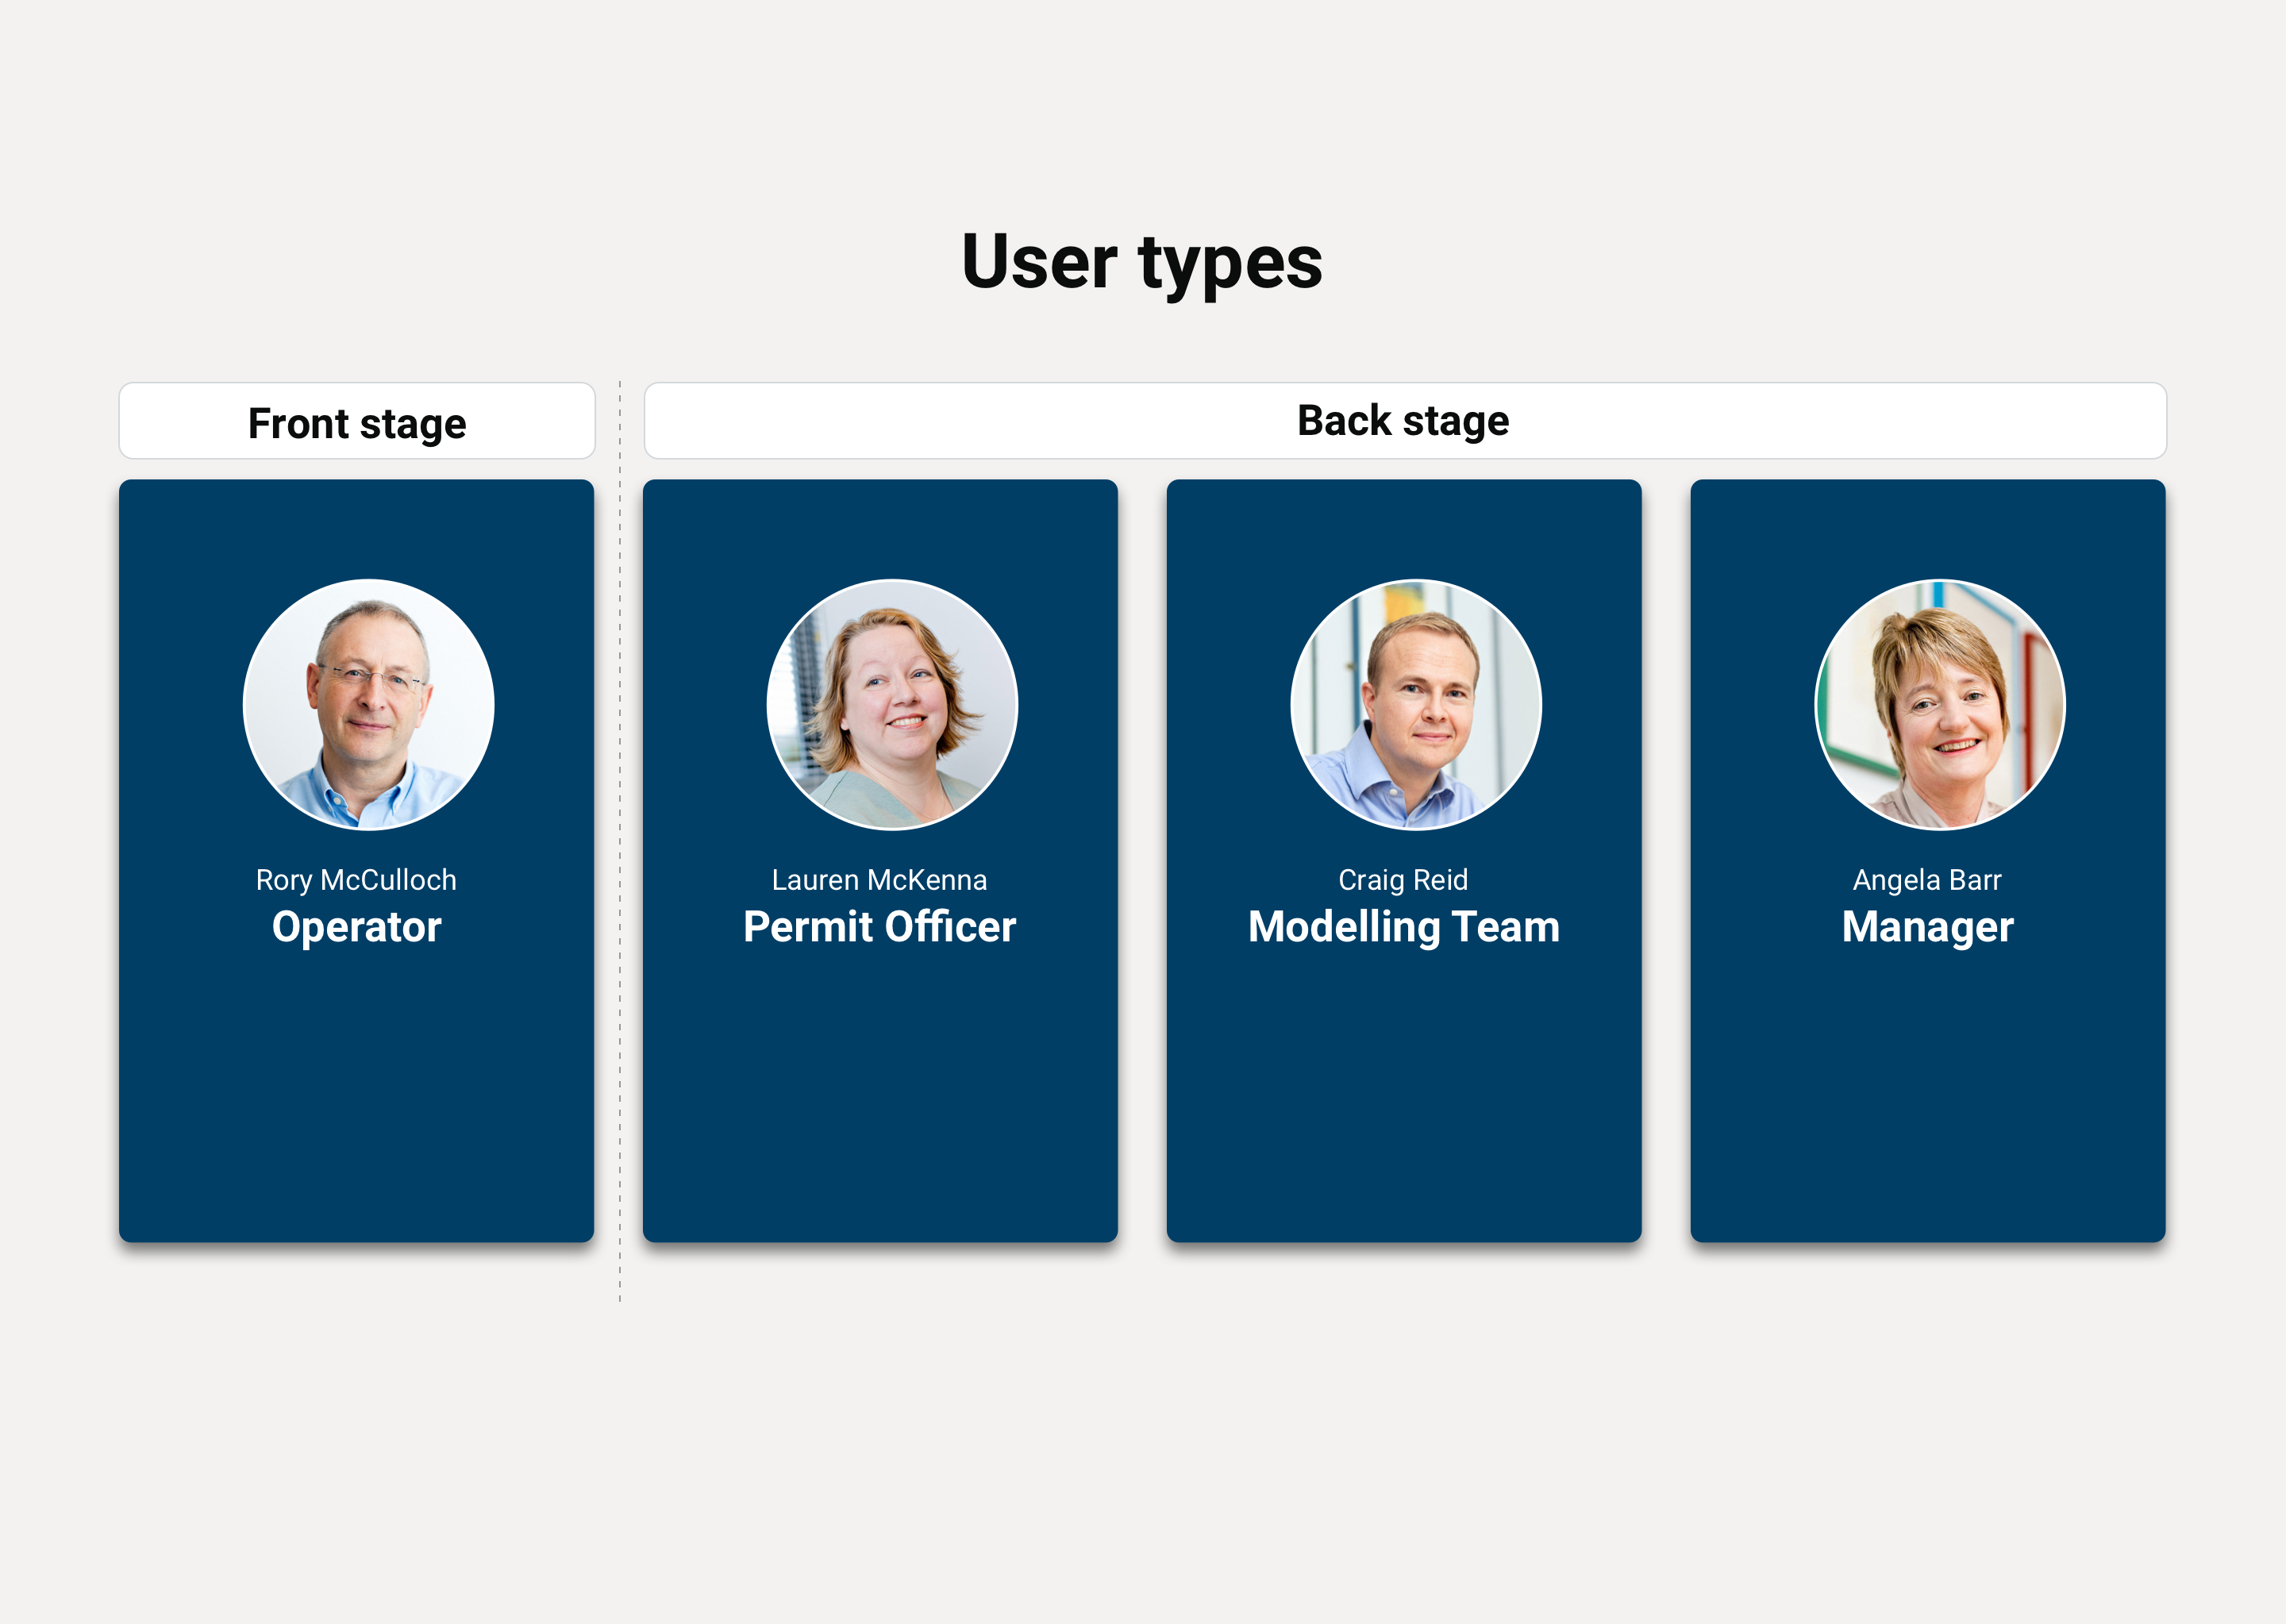 User types
Front stage
Back stage
Rory McCulloch
Operator
Lauren McKenna
Permit Officer
Craig Reid
Modelling Team
Angela Barr
Manager